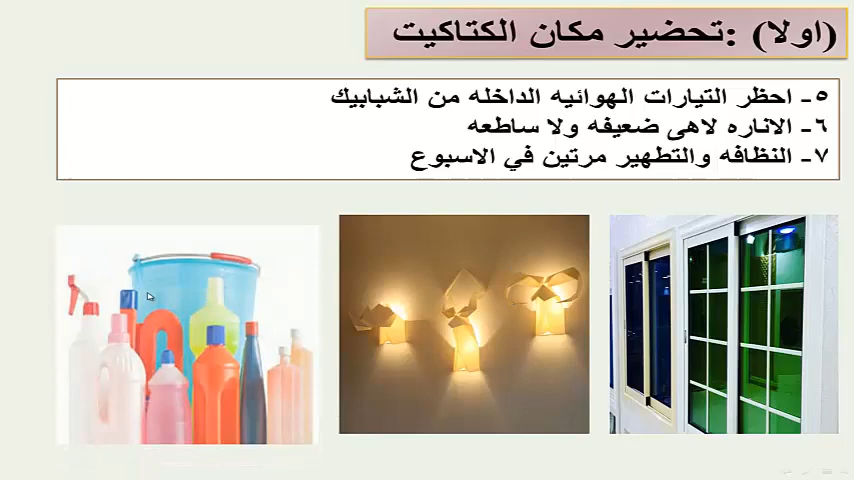 (اولا) :تحضير مكان الكتاكيت
٥- احظر التيارات الهوائيه الداخله من الشبابيك
٦- الاناره لاهى ضعيفه ولا ساطعه
٧- النظافه والتطهير مرتين في الاسبوع